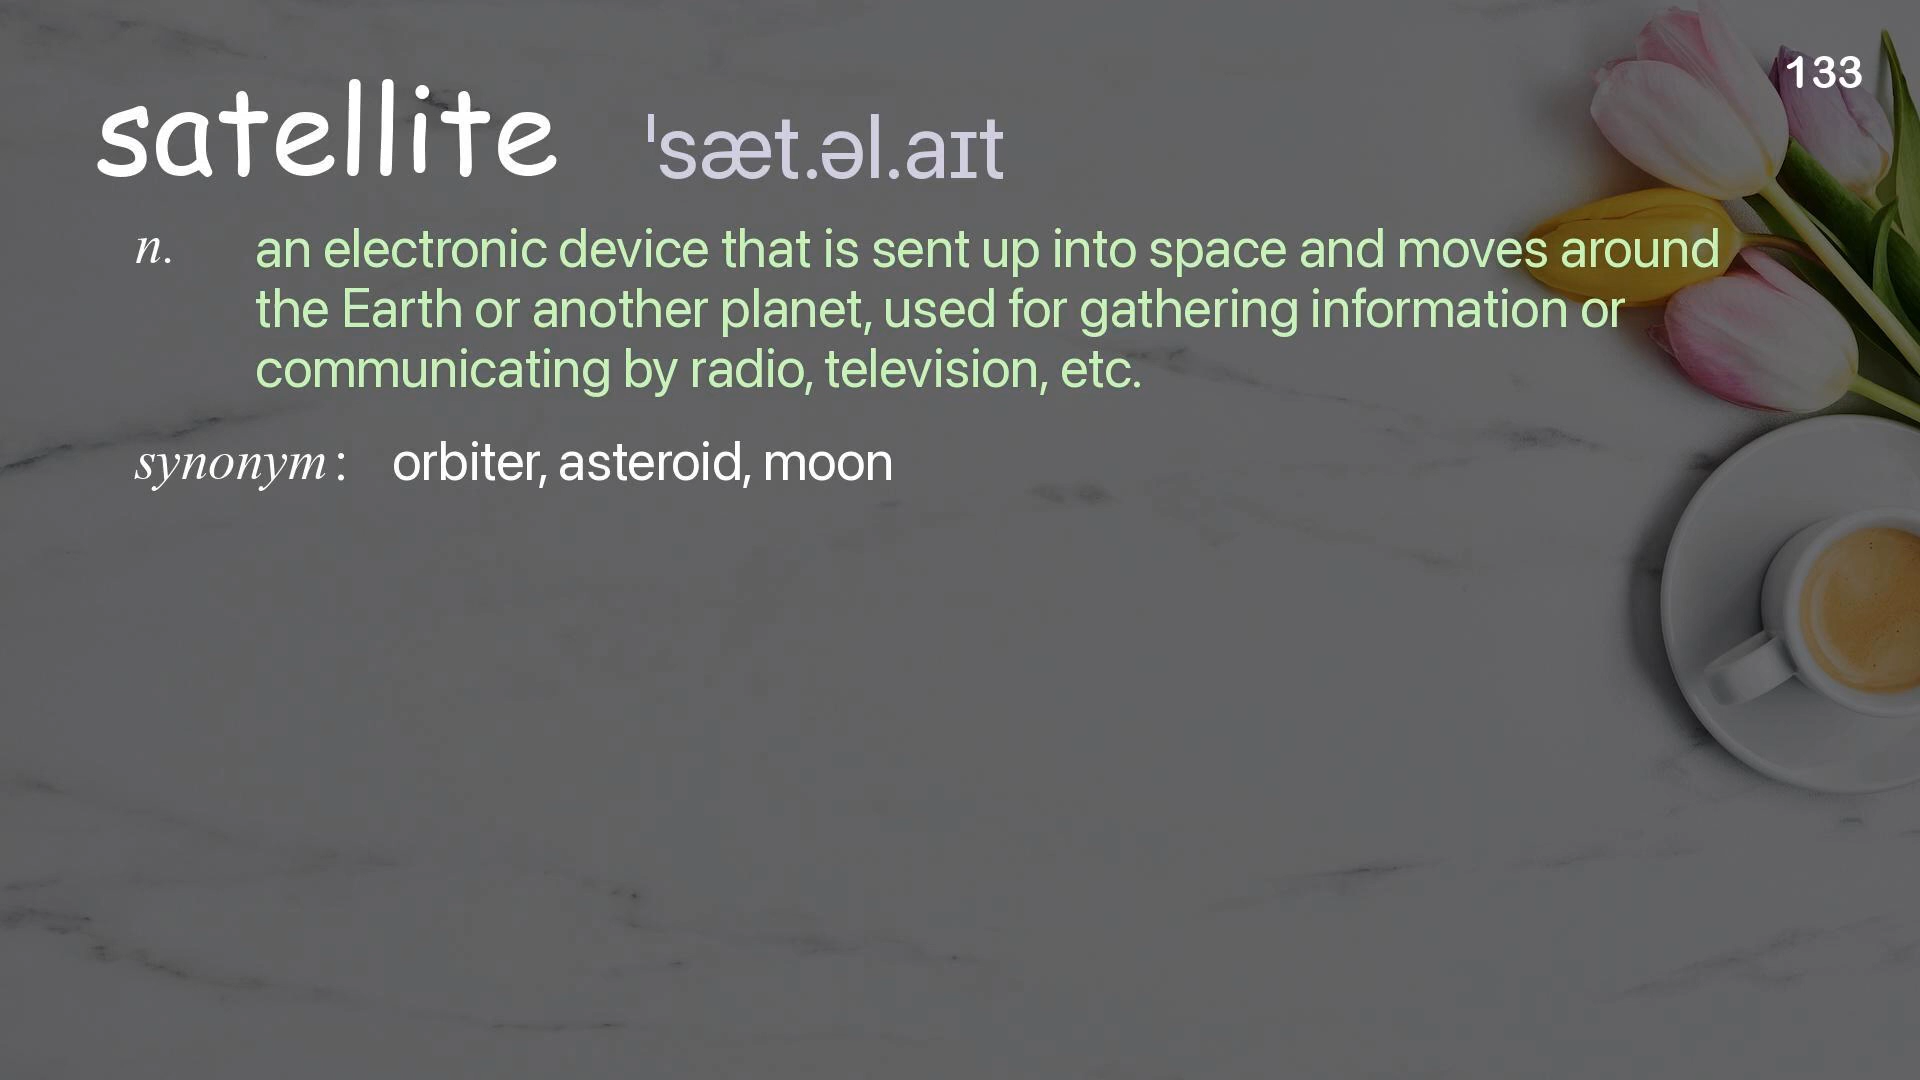 133
satellite ˈsæt.əl.aɪt
n. an electronic device that is sent up into space and moves around
the Earth or another planet, used for gathering information or
communicating by radio, television, etc.
synonym : orbiter, asteroid, moon